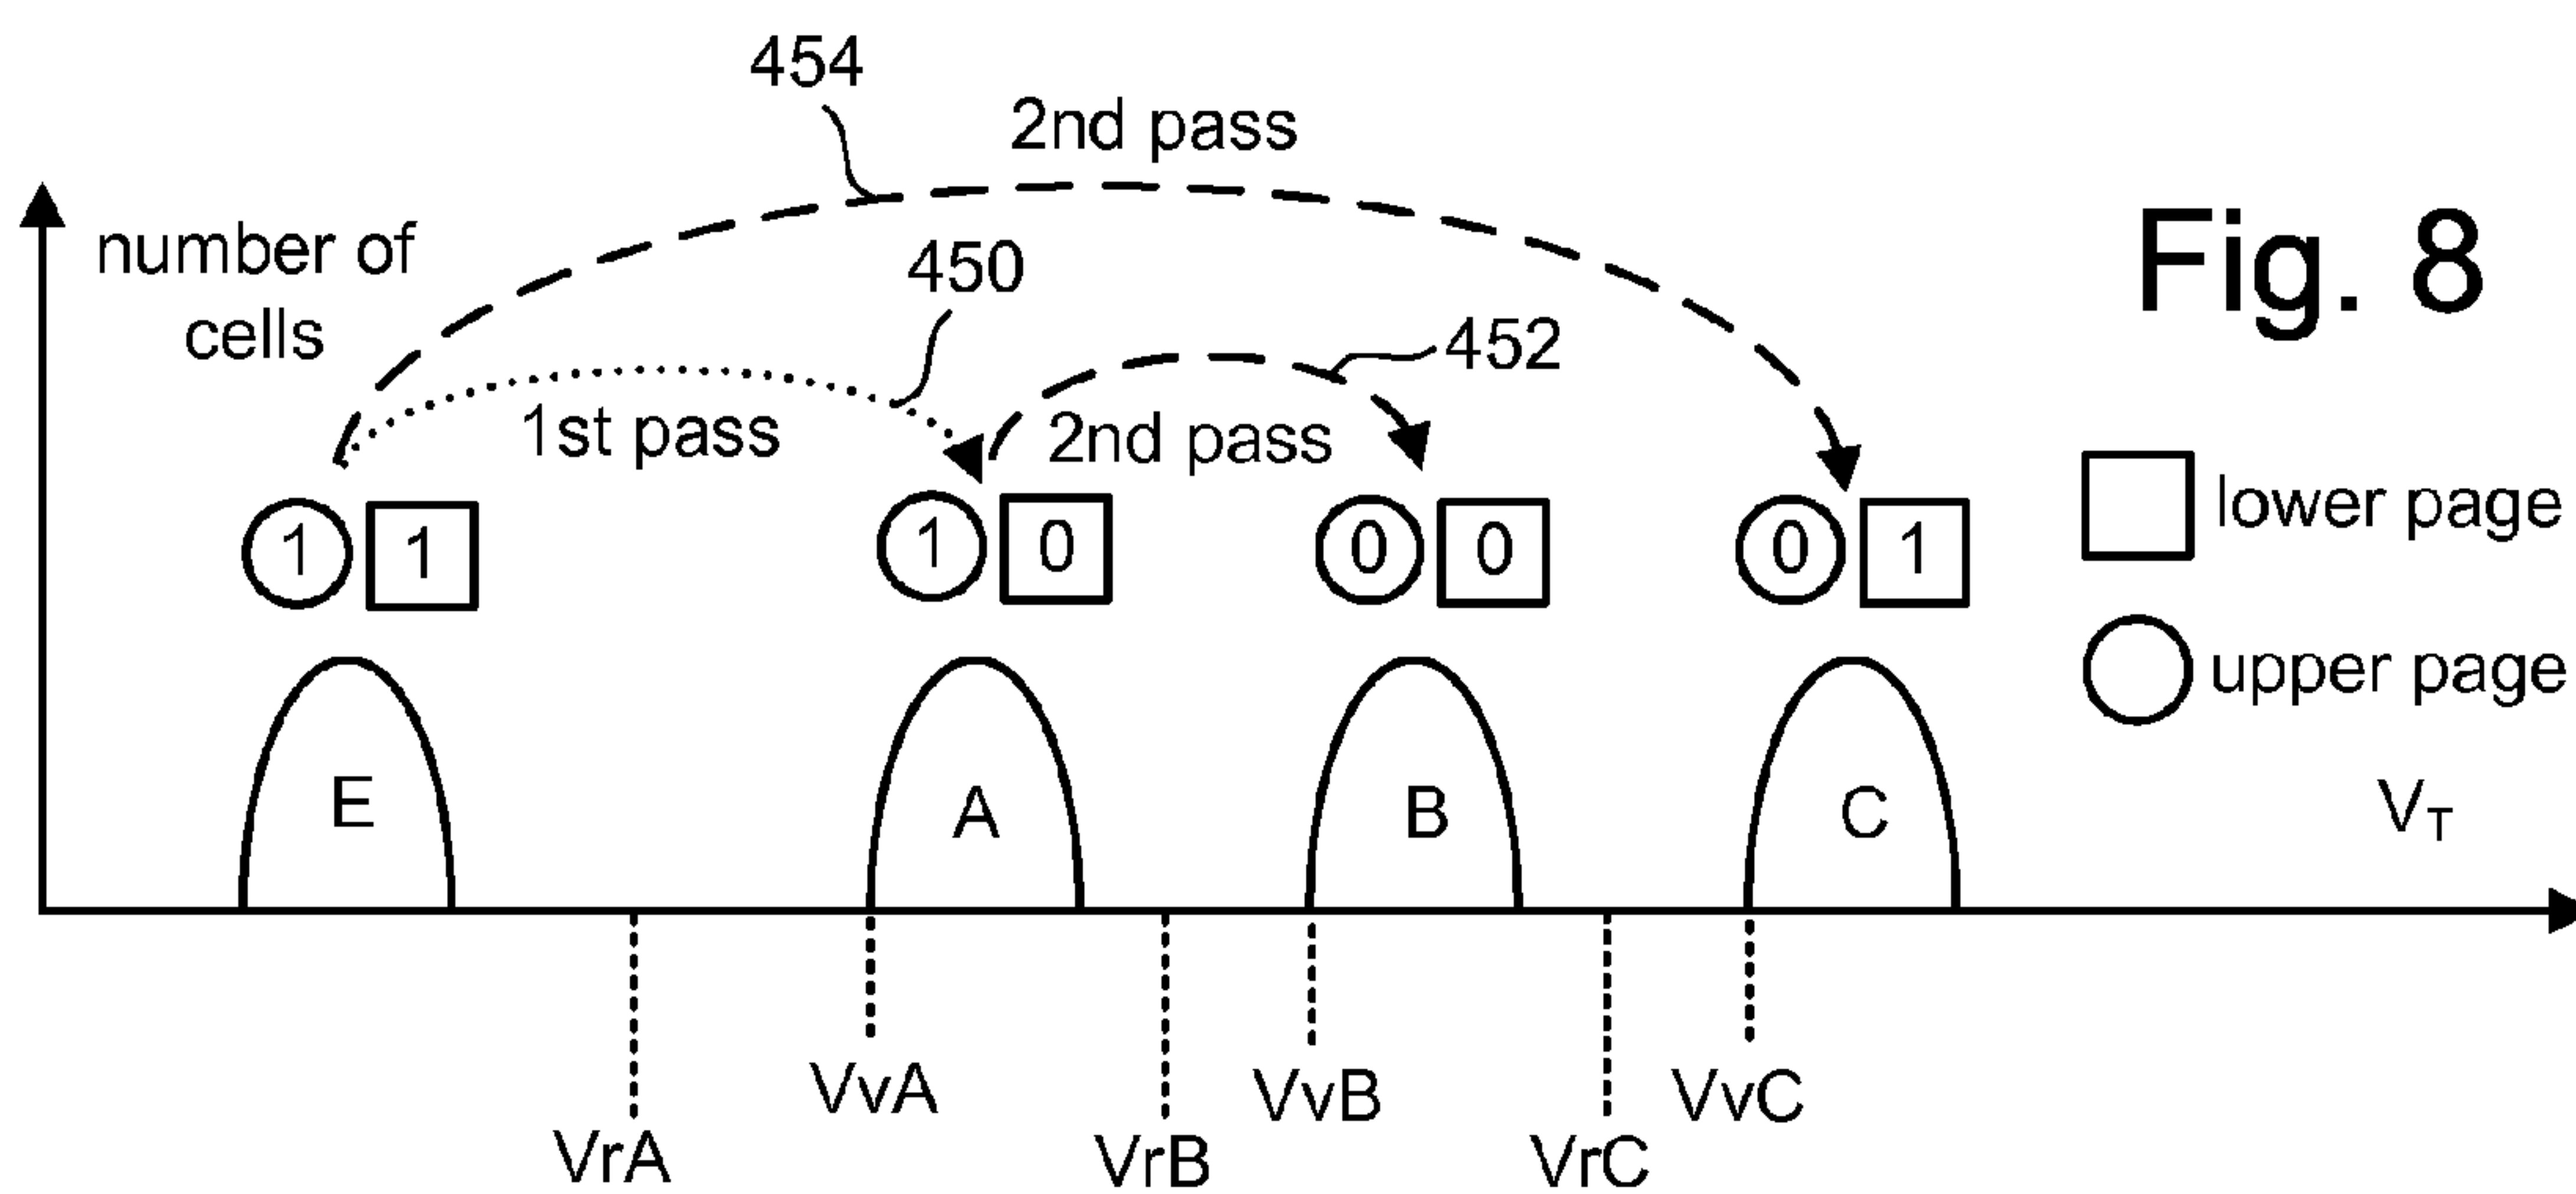 454
2nd pass
Fig. 8
number of
cells
450
452
1st pass
2nd pass
1 1
1 0
0 0
0 1
lower page
upper page
E
A
B
C
VT
VvA
VvB
VvC
VrA
VrB
VrC